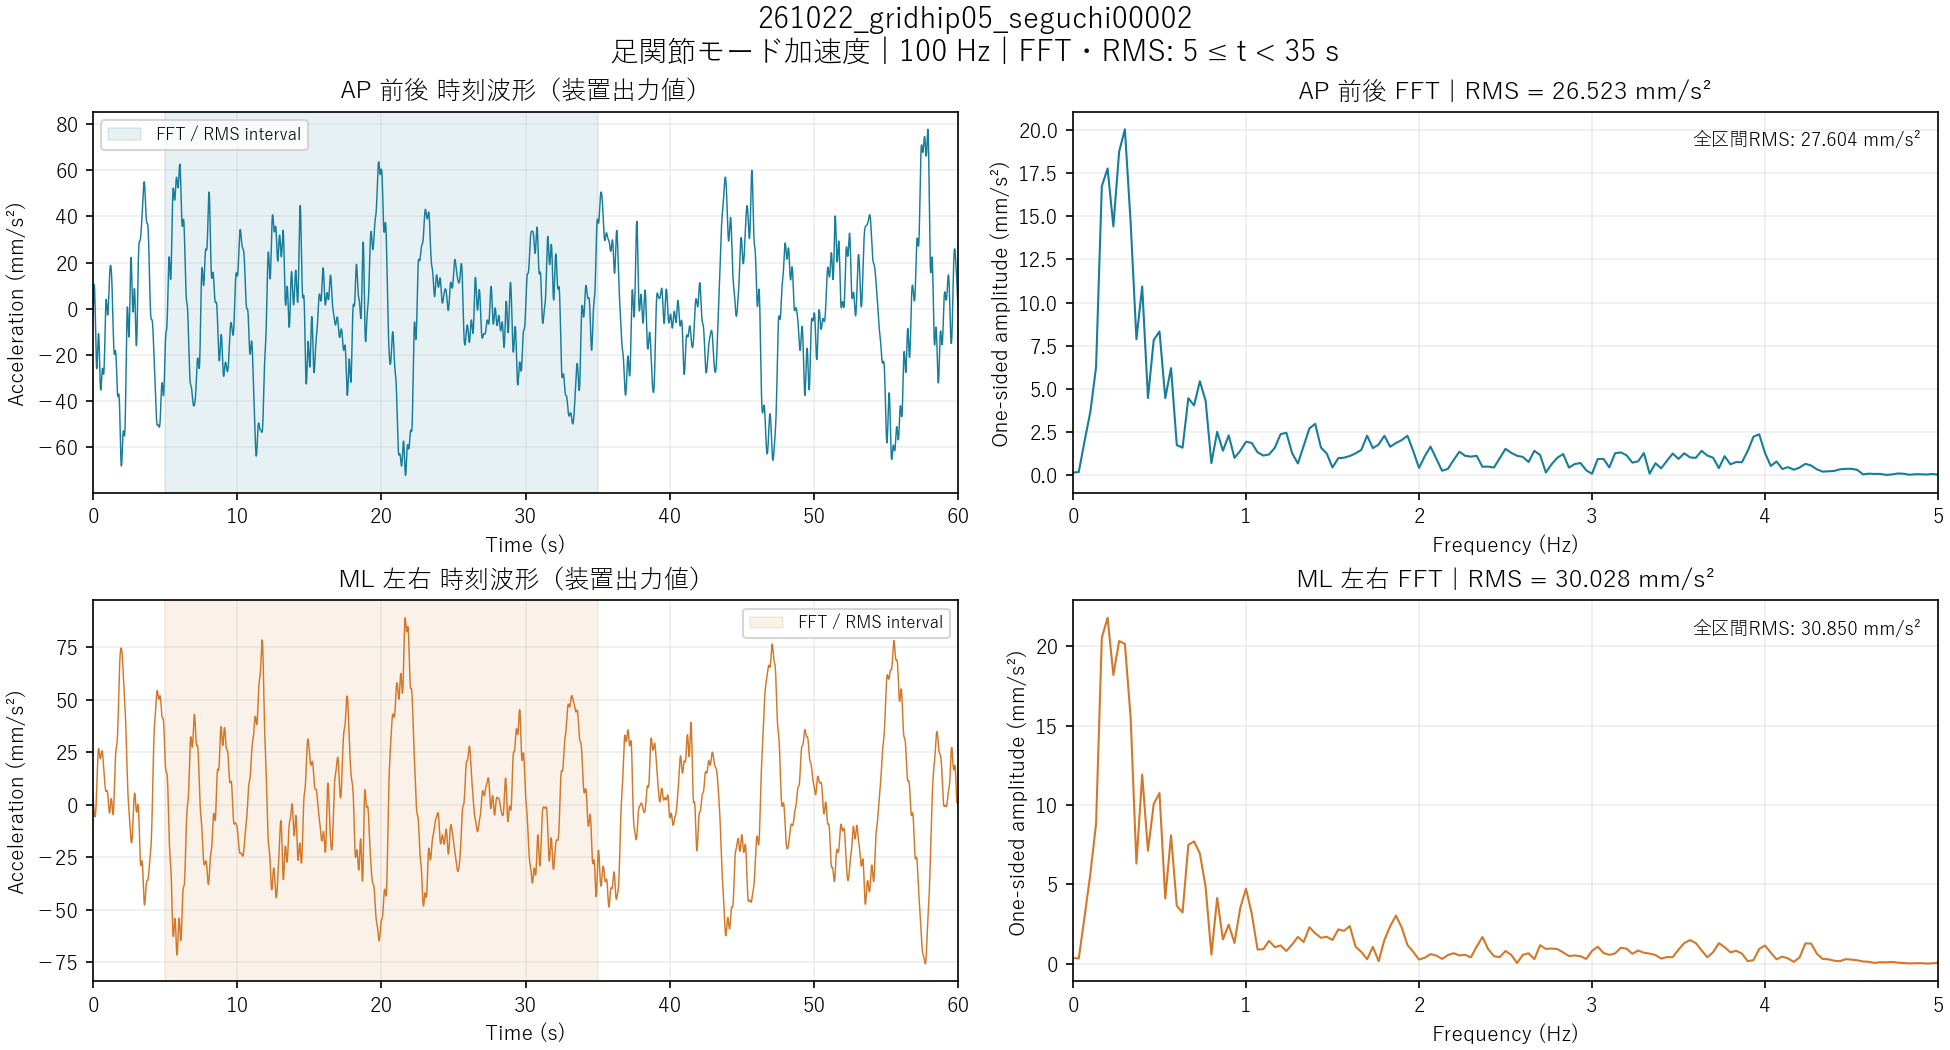 261022_gridhip05_seguchi00002
足関節モード加速度 | 100 Hz | FFT・RMS: 5 ≤ t < 35 s
AP 前後 時刻波形（装置出力値）
FFT / RMS interval
80
60
40
20
0
−20
−40
−60
Acceleration (mm/s²)
0 10 20 30 40 50 60
Time (s)
AP 前後 FFT | RMS = 26.523 mm/s²
全区間RMS: 27.604 mm/s²
20.0
17.5
15.0
12.5
10.0
7.5
5.0
2.5
0.0
One-sided amplitude (mm/s²)
0 1 2 3 4 5
Frequency (Hz)
ML 左右 時刻波形（装置出力値）
FFT / RMS interval
75
50
25
0
−25
−50
−75
Acceleration (mm/s²)
0 10 20 30 40 50 60
Time (s)
ML 左右 FFT | RMS = 30.028 mm/s²
全区間RMS: 30.850 mm/s²
20
15
10
5
0
One-sided amplitude (mm/s²)
0 1 2 3 4 5
Frequency (Hz)